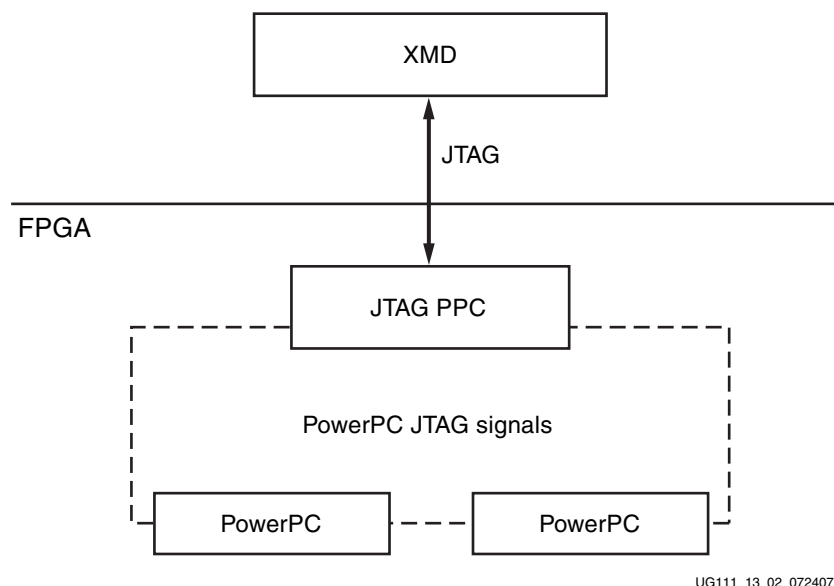 XMD
JTAG
FPGA
JTAG PPC
PowerPC JTAG signals
PowerPC
PowerPC
UG111_13_02_072407